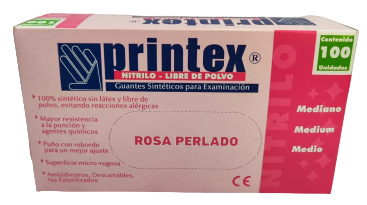 printex®
NITRILO - LIBRE DE POLVO
Guantes Sintéticos para Examinación
Contenido
100
Unidades
* 100% sintético sin látex y libre de
polvo, evitando reacciones alérgicas
* Mayor resistencia
a la punción y
agentes químicos
* Puño con reborde
para un mejor ajuste
* Superficie micro-rugosa
* Ambidiestros, Descartables,
No Esterilizados
ROSA PERLADO
NITRILO
Mediano
Medium
Medio
CE